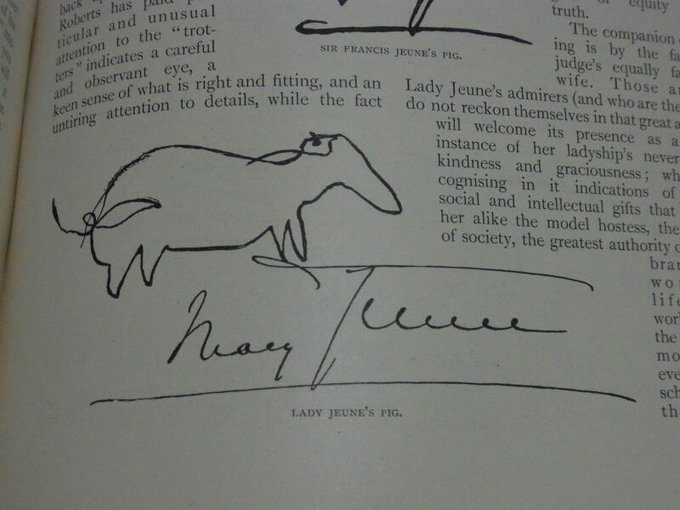 back
Roberts has paid
ticular and unusual
attention to the "trot-
ters" indicates a careful
and observant eye, a
keen sense of what is right and fitting, and an
untiring attention to details, while the fact
SIR FRANCIS JEUNE'S PIG.
Mary Jeune
LADY JEUNE'S PIG.
equity
truth.
The companion
ing is by the
judge's equally
wife. Those
Lady Jeune's admirers (and who are
do not reckon themselves in that great
will welcome its presence as
instance of her ladyship's never
kindness and graciousness;
cognising in it indications of
social and intellectual gifts that
her alike the model hostess, the
of society, the greatest authority
the